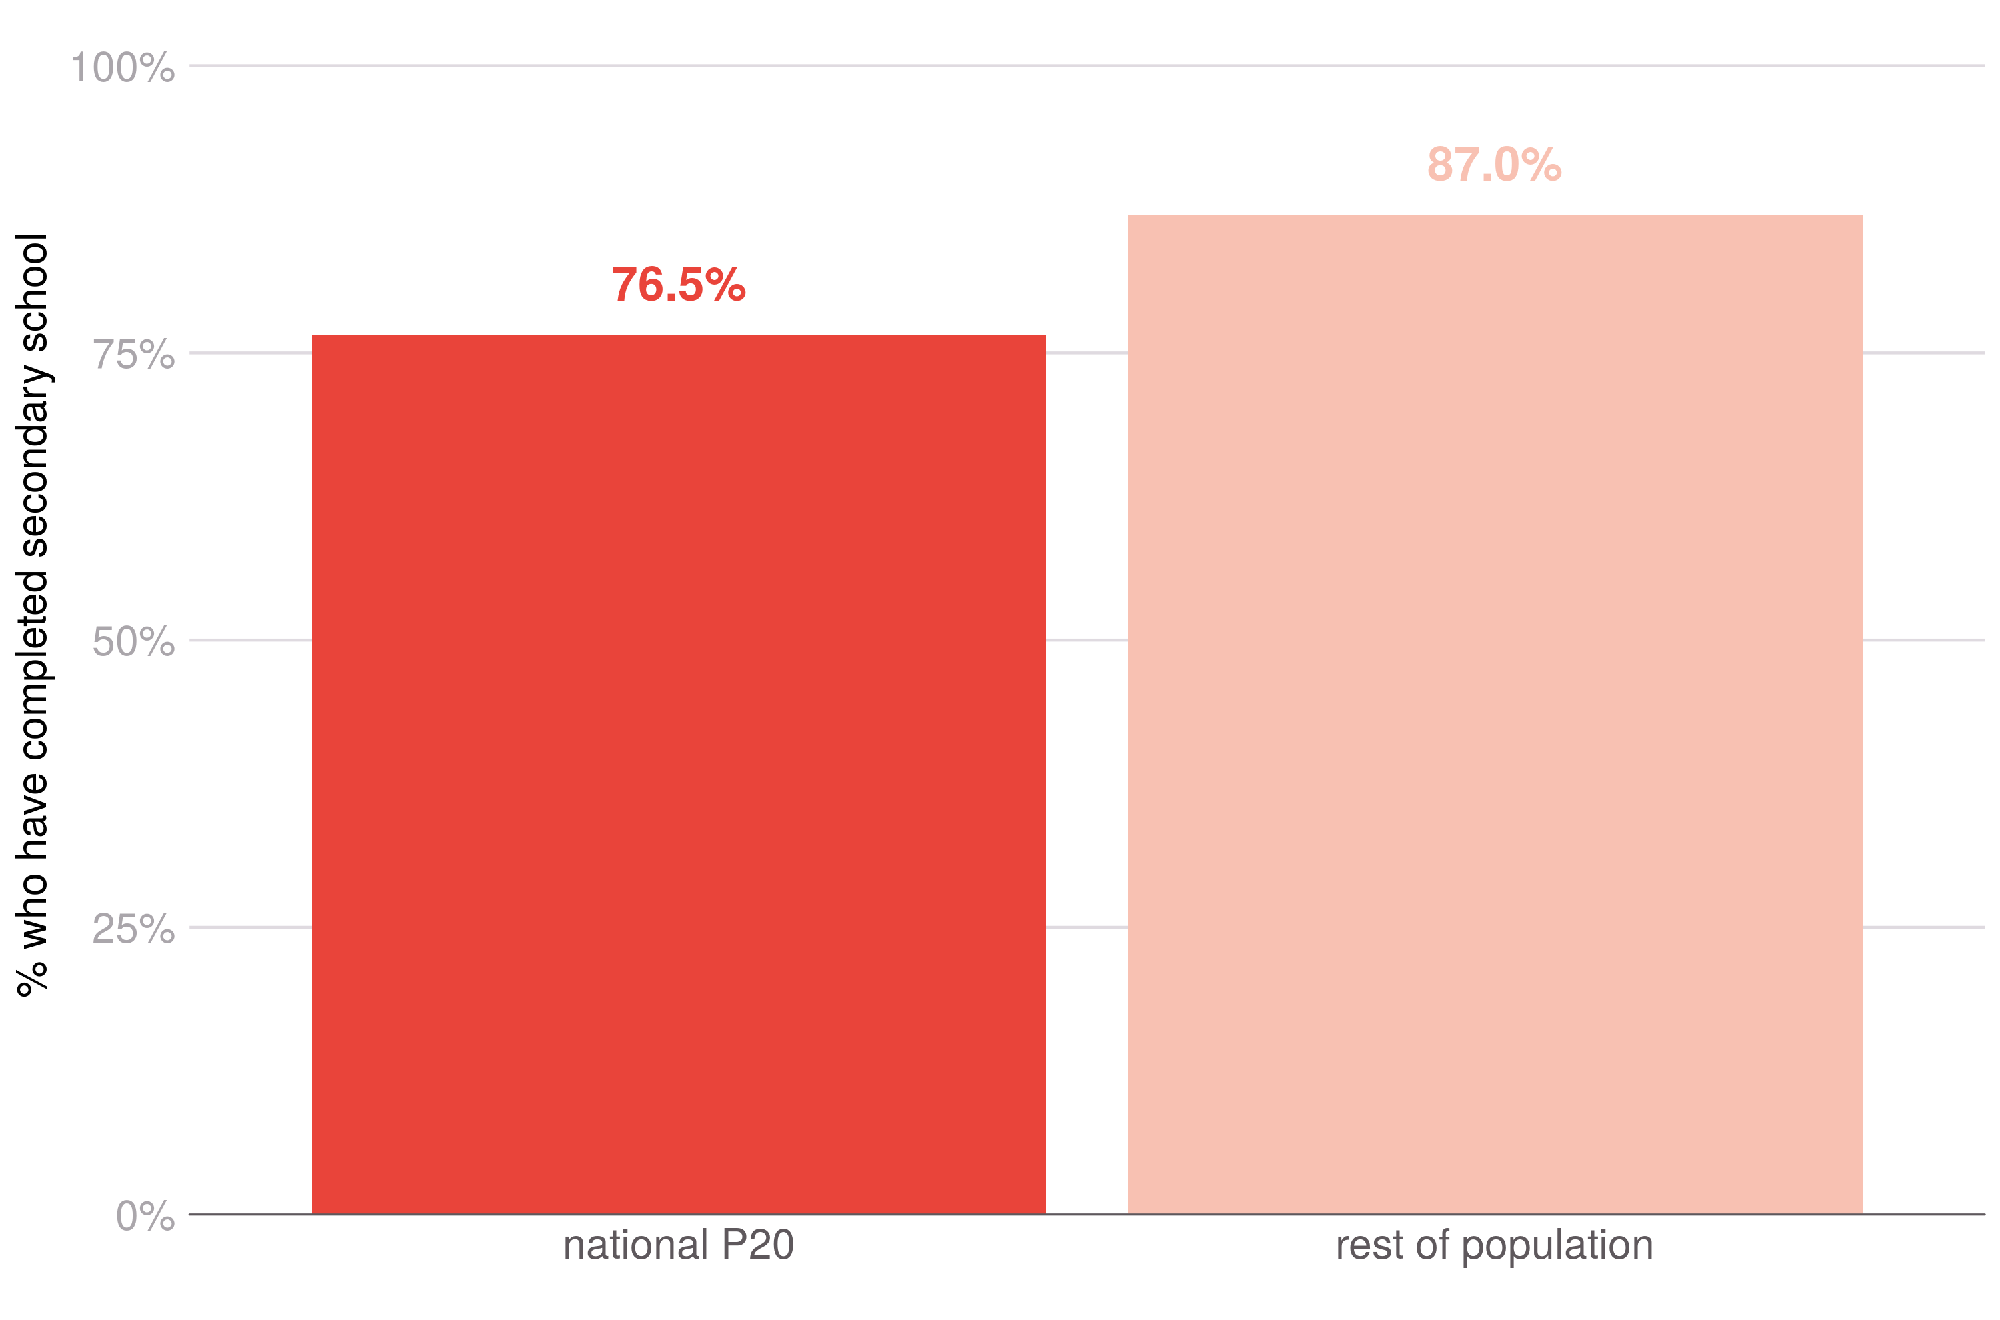 % who have completed secondary school
100%
75%
50%
25%
0%
76.5%
87.0%
national P20
rest of population